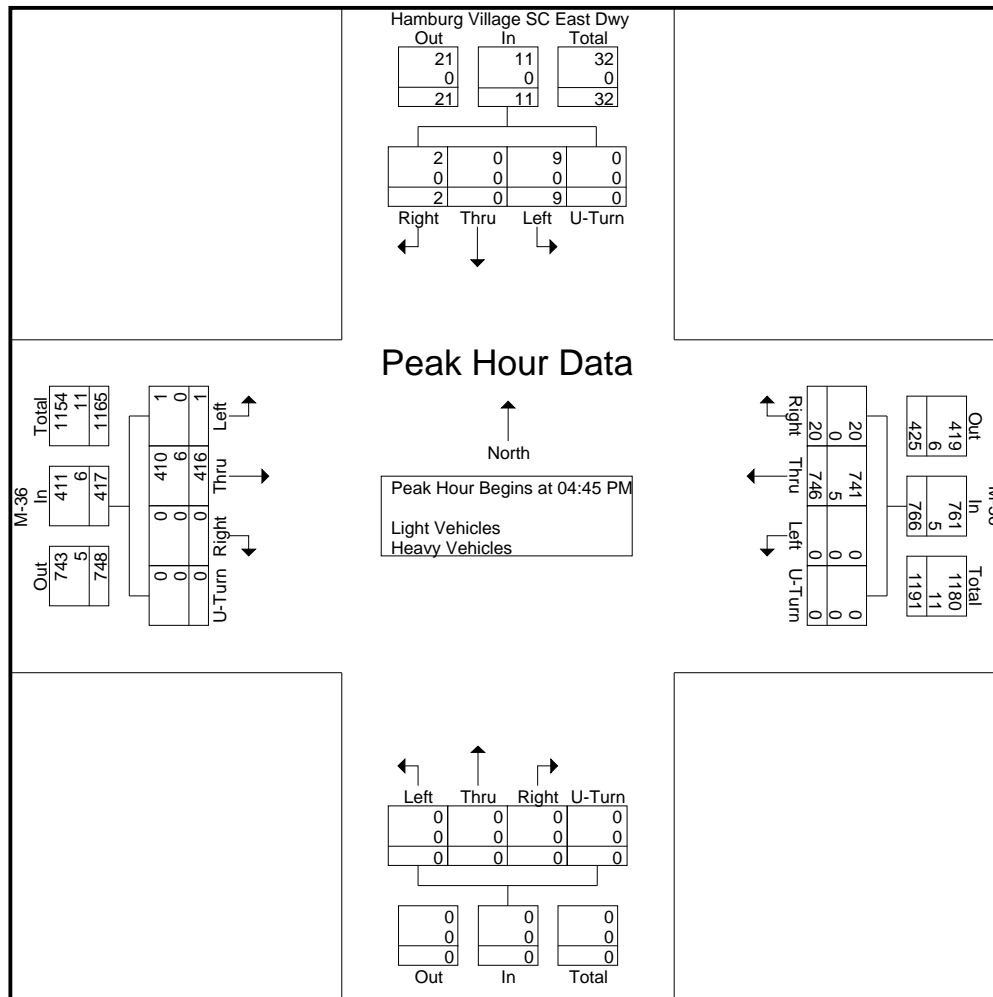 Hamburg Village SC East Dwy
Out In Total
21 11 32
0 0 0
21 11 32
2 0 9 0
0 0 0 0
2 0 9 0
Right Thru Left U-Turn
Peak Hour Data
North
Peak Hour Begins at 04:45 PM
Light Vehicles
Heavy Vehicles
M-36
Total In Out
1154 411 743
11 6 5
1165 417 748
1 410 0 0
0 6 0 0
1 416 0 0
Left Thru Right U-Turn
Right Thru Left U-Turn
20 741 0 0
0 5 0 0
20 746 0 0
Out In Total
419 761 1180
6 5 11
425 766 1191
Left Thru Right U-Turn
0 0 0 0
0 0 0 0
0 0 0 0
0 0 0
0 0 0
0 0 0
Out In Total